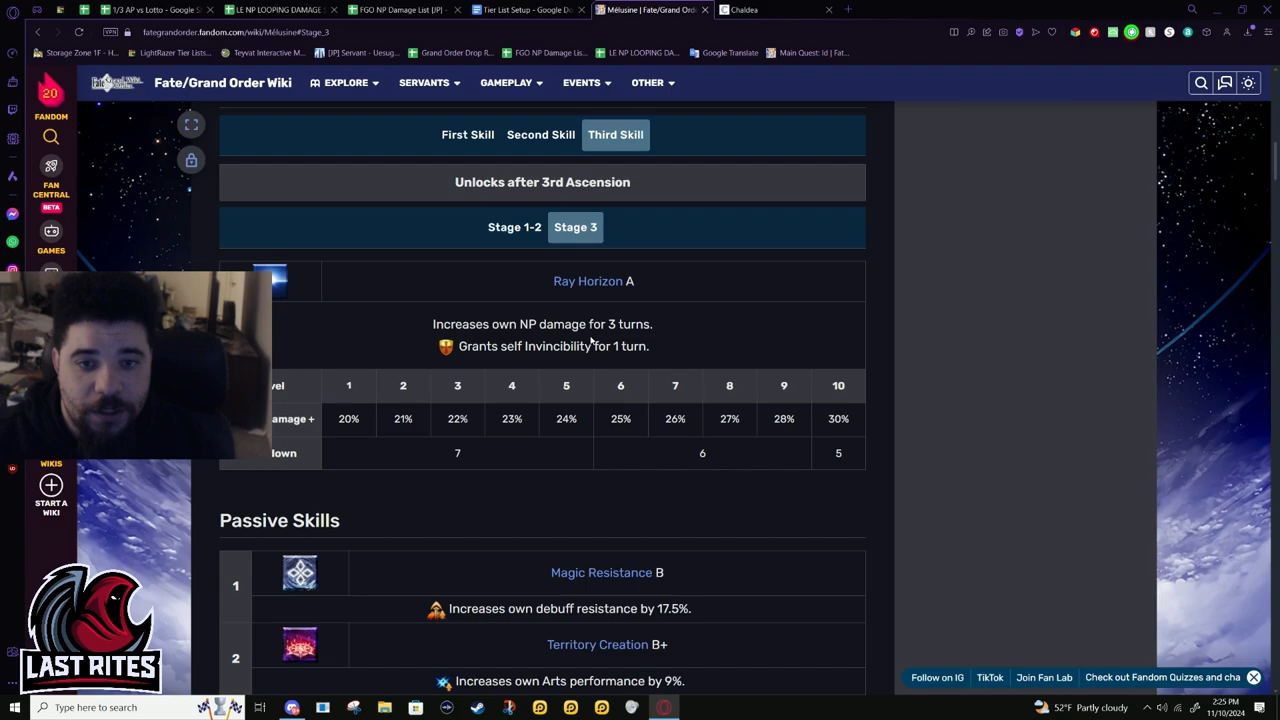 1/3 AP vs Lotto - Google S
LE NP LOOPING DAMAGE
FGO NP Damage List [JP] -
Tier List Setup - Google Do
Mélusine | Fate/Grand Or
Chaldea
VPN
fategrandorder.fandom.com/wiki/Mélusine#Stage_3
Storage Zone 1F - H...
LightRazer Tier Lists...
Teyvat Interactive M...
[JP] Servant - Uesug...
Grand Order Drop R...
FGO NP Damage Lis...
LE NP LOOPING DA...
Google Translate
Main Quest: Id | Fat...
20
FANDOM
FAN
CENTRAL
BETA
GAMES
WIKIS
START A
WIKI
Fate/Grand Order Wiki
EXPLORE
SERVANTS
GAMEPLAY
EVENTS
OTHER
First Skill Second Skill Third Skill
Unlocks after 3rd Ascension
Stage 1-2 Stage 3
Ray Horizon A
Increases own NP damage for 3 turns.
Grants self Invincibility for 1 turn.
vel 1 2 3 4 5 6 7 8 9 10
amage + 20% 21% 22% 23% 24% 25% 26% 27% 28% 30%
down 7 6 5
Passive Skills
1
Magic Resistance B
Increases own debuff resistance by 17.5%.
2
Territory Creation B+
Increases own Arts performance by 9%.
LAST RITES
Follow on IG
TikTok
Join Fan Lab
Check out Fandom Quizzes and cha
Type here to search
52°F Partly cloudy
2:25 PM
11/10/2024